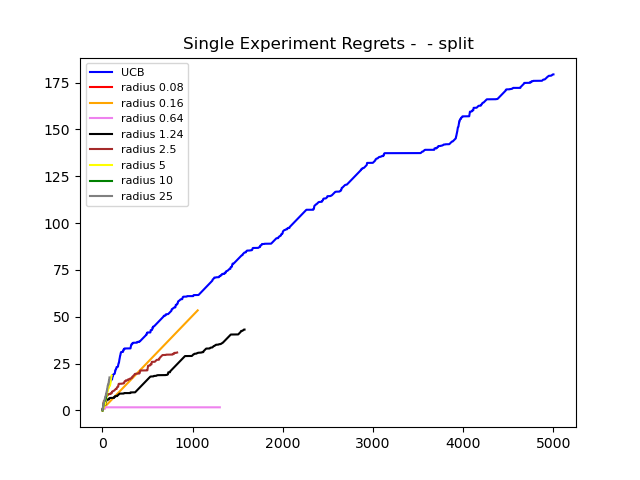 Single Experiment Regrets -  - split
UCB
radius 0.08
radius 0.16
radius 0.64
radius 1.24
radius 2.5
radius 5
radius 10
radius 25
175
150
125
100
75
50
25
0
0 1000 2000 3000 4000 5000